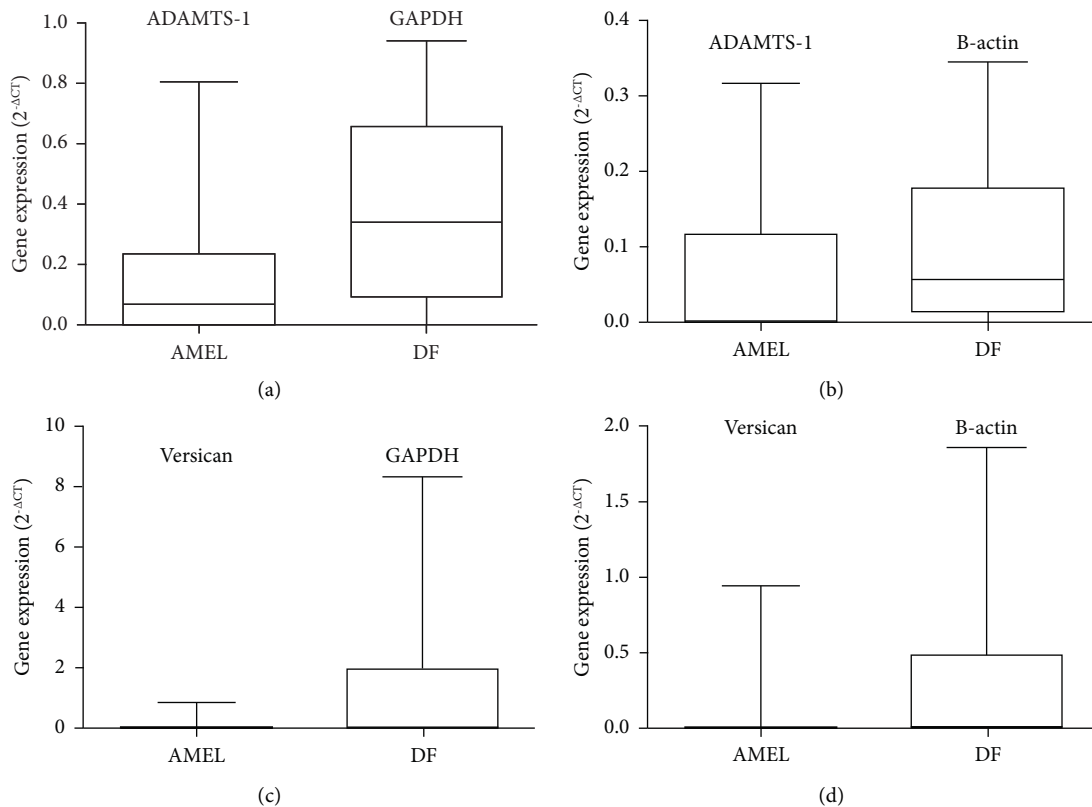 ADAMTS-1 GAPDH
Gene expression (2-ΔCT)
1.0
0.8
0.6
0.4
0.2
0.0
AMEL DF
(a)
ADAMTS-1 B-actin
Gene expression (2-ΔCT)
0.4
0.3
0.2
0.1
0.0
AMEL DF
(b)
Versican GAPDH
Gene expression (2-ΔCT)
10
8
6
4
2
0
AMEL DF
(c)
Versican B-actin
Gene expression (2-ΔCT)
2.0
1.5
1.0
0.5
0.0
AMEL DF
(d)